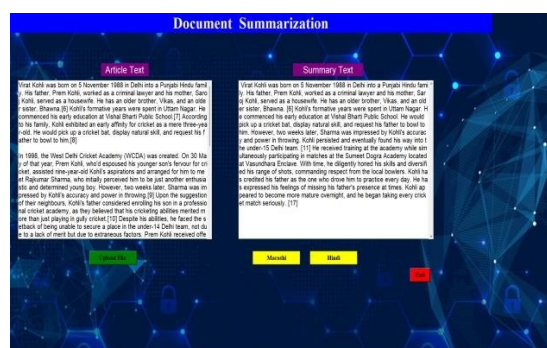 Document Summarization
Article Text
Virat Kohli was born on 5 November 1988 in Delhi into a Punjabi Hindu famil
y. His father, Prem Kohli, worked as a criminal lawyer and his mother, Saro
j Kohli, served as a housewife. He has an older brother, Vikas, and an olde
r sister, Bhawna.[6] Kohli's formative years were spent in Uttam Nagar. He
commenced his early education at Vishal Bharti Public School.[7] According
to his family, Kohli exhibited an early affinity for cricket as a mere three-yea
r-old. He would pick up a cricket bat, display natural skill, and request his f
ather to bowl to him.[8]
In 1998, the West Delhi Cricket Academy (WCDA) was created. On 30 Ma
y of that year, Prem Kohli, who'd espoused his younger son's fervour for cri
cket, assisted nine-year-old Kohli's aspirations and arranged for him to me
et Rajkumar Sharma, who initially perceived him to be just another enthusia
stic and determined young boy. However, two weeks later, Sharma was im
pressed by Kohli's accuracy and power in throwing.[9] Upon the suggestion
of their neighbours, Kohli's father considered enrolling his son in a professio
nal cricket academy, as they believed that his cricketing abilities merited m
ore than just playing in gully cricket.[10] Despite his abilities, he faced the s
etback of being unable to secure a place in the under-14 Delhi team, not du
e to a lack of merit but due to extraneous factors. Prem Kohli received offe
Upload File
Summary Text
Virat Kohli was born on 5 November 1988 in Delhi into a Punjabi Hindu fami
ly. His father, Prem Kohli, worked as a criminal lawyer and his mother, Sar
oj Kohli, served as a housewife. He has an older brother, Vikas, and an old
er sister, Bhawna.[6] Kohli's formative years were spent in Uttam Nagar. H
e commenced his early education at Vishal Bharti Public School. He would
pick up a cricket bat, display natural skill, and request his father to bowl to
him. However, two weeks later, Sharma was impressed by Kohli's accurac
y and power in throwing. Kohli persisted and eventually found his way into t
he under-15 Delhi team. [11] He received training at the academy while sim
ultaneously participating in matches at the Sumeet Dogra Academy located
at Vasundhara Enclave. With time, he diligently honed his skills and diversifi
ed his range of shots, commanding respect from the local bowlers. Kohli ha
s credited his father as the one who drove him to practice every day. He ha
s expressed his feelings of missing his father's presence at times. Kohli ap
peared to become more mature overnight, and he began taking every crick
et match seriously. [17]
Marathi
Hindi
Exit